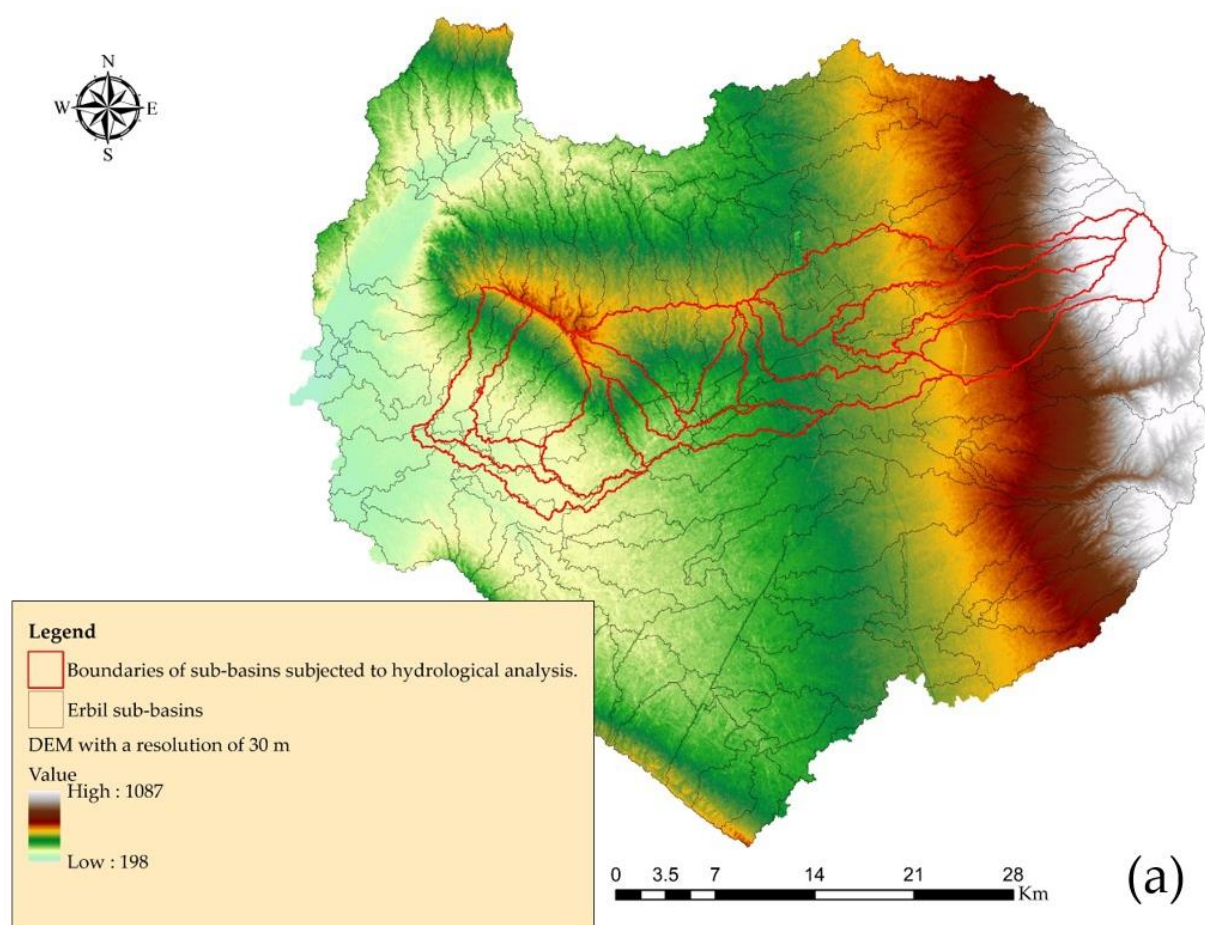 N
W E
S
Legend
Boundaries of sub-basins subjected to hydrological analysis.
Erbil sub-basins
DEM with a resolution of 30 m
Value
High : 1087
Low : 198
0 3.5 7 14 21 28
Km
(a)